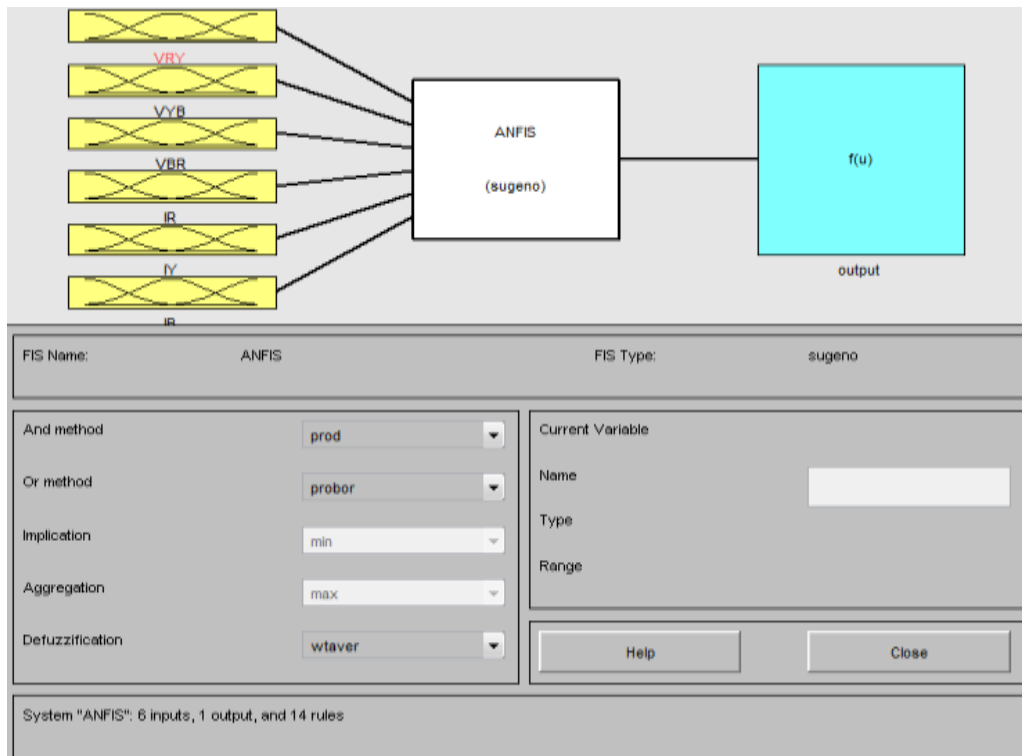 VRY
VYB
VBR
IR
IY
IB
ANFIS
(sugeno)
f(u)
output
FIS Name: ANFIS FIS Type: sugeno
And method prod
Or method probor
Implication min
Aggregation max
Defuzzification wtaver
Current Variable
Name
Type
Range
Help Close
System "ANFIS": 6 inputs, 1 output, and 14 rules